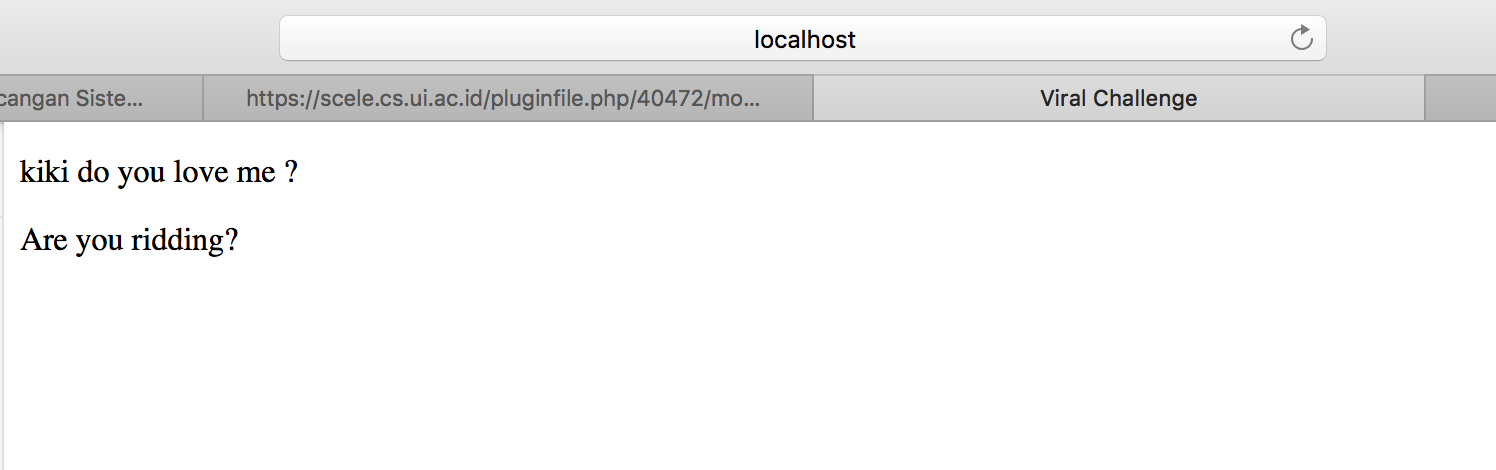 localhost
cangan Siste...
https://scele.cs.ui.ac.id/pluginfile.php/40472/mo...
Viral Challenge
kiki do you love me ?
Are you ridding?